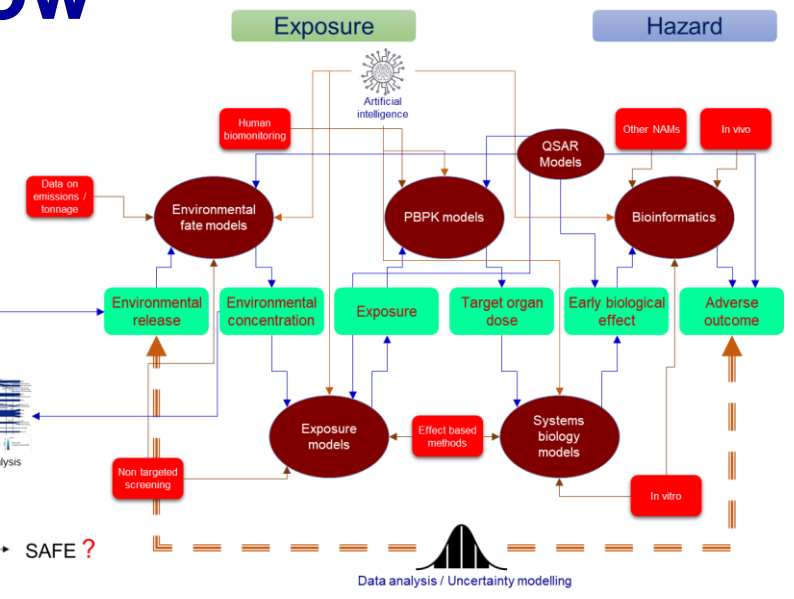 ow
Exposure
Hazard
Artificial
intelligence
Human
biomonitoring
QSAR
Models
Other NAMs
In vivo
Data on
emissions /
tonnage
Environmental
fate models
PBPK models
Bioinformatics
Environmental
release
Environmental
concentration
Exposure
Target organ
dose
Early biological
effect
Adverse
outcome
Exposure
models
Effect based
methods
Systems
biology
models
lysis
Non targeted
screening
In vitro
SAFE ?
Data analysis / Uncertainty modelling